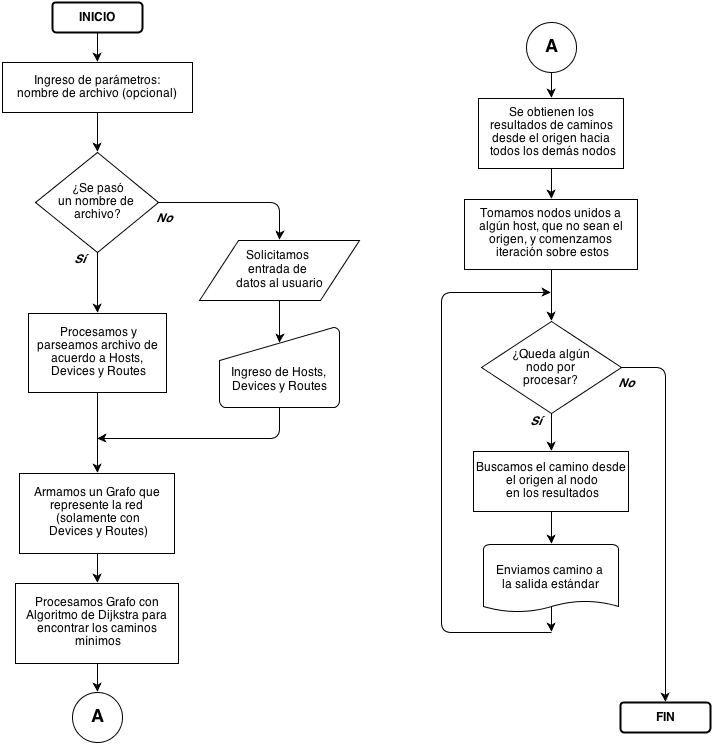 INICIO
Ingreso de parámetros:
nombre de archivo (opcional)
¿Se pasó
un nombre de
archivo?
No
Sí
Solicitamos
entrada de
datos al usuario
Procesamos y
parseamos archivo de
acuerdo a Hosts,
Devices y Routes
Ingreso de Hosts,
Devices y Routes
Armamos un Grafo que
represente la red
(solamente con
Devices y Routes)
Procesamos Grafo con
Algoritmo de Dijkstra para
encontrar los caminos
mínimos
A
A
Se obtienen los
resultados de caminos
desde el origen hacia
todos los demás nodos
Tomamos nodos unidos a
algún host, que no sean el
origen, y comenzamos
iteración sobre estos
¿Queda algún
nodo por
procesar?
No
Sí
Buscamos el camino desde
el origen al nodo
en los resultados
Enviamos camino a
la salida estándar
FIN